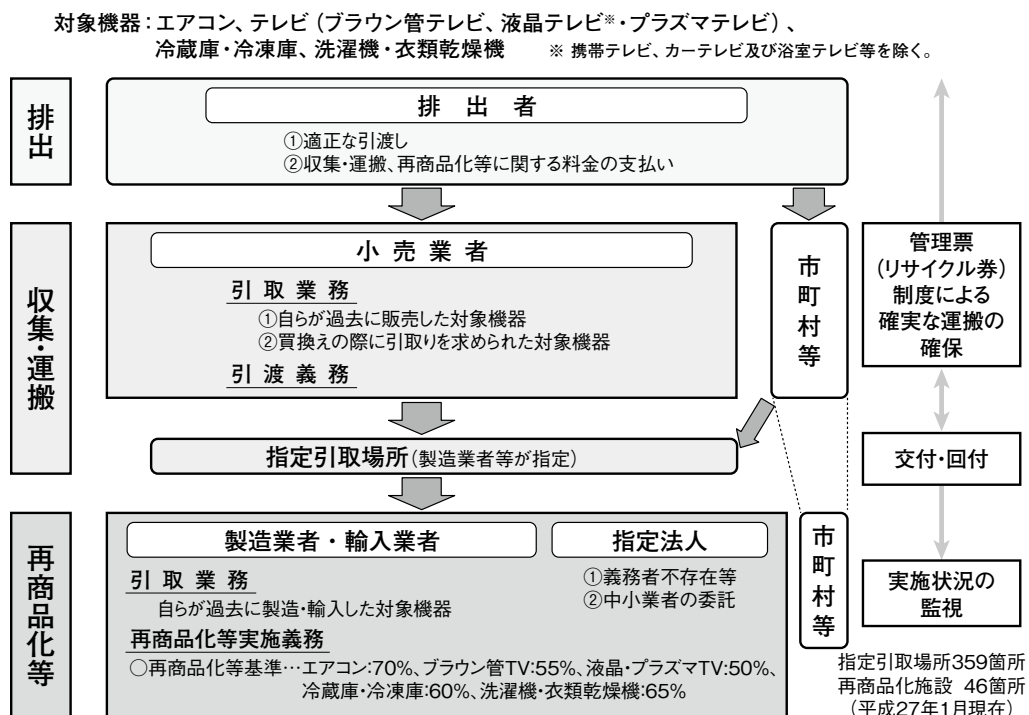 対象機器：エアコン、テレビ（ブラウン管テレビ、液晶テレビ※・プラズマテレビ）、
冷蔵庫・冷凍庫、洗濯機・衣類乾燥機　※ 携帯テレビ、カーテレビ及び浴室テレビ等を除く。
排出
排出者
①適正な引渡し
②収集・運搬、再商品化等に関する料金の支払い
収集・運搬
小売業者
引取業務
①自らが過去に販売した対象機器
②買換えの際に引取りを求められた対象機器
引渡義務
市町村等
管理票
（リサイクル券）
制度による
確実な運搬の
確保
指定引取場所（製造業者等が指定）
交付・回付
再商品化等
製造業者・輸入業者
引取業務
自らが過去に製造・輸入した対象機器
指定法人
①義務者不存在等
②中小業者の委託
再商品化等実施義務
○再商品化等基準…エアコン：70%、ブラウン管TV：55%、液晶・プラズマTV：50%、
冷蔵庫・冷凍庫：60%、洗濯機・衣類乾燥機：65%
市町村等
実施状況の
監視
指定引取場所359箇所
再商品化施設 46箇所
（平成27年1月現在）